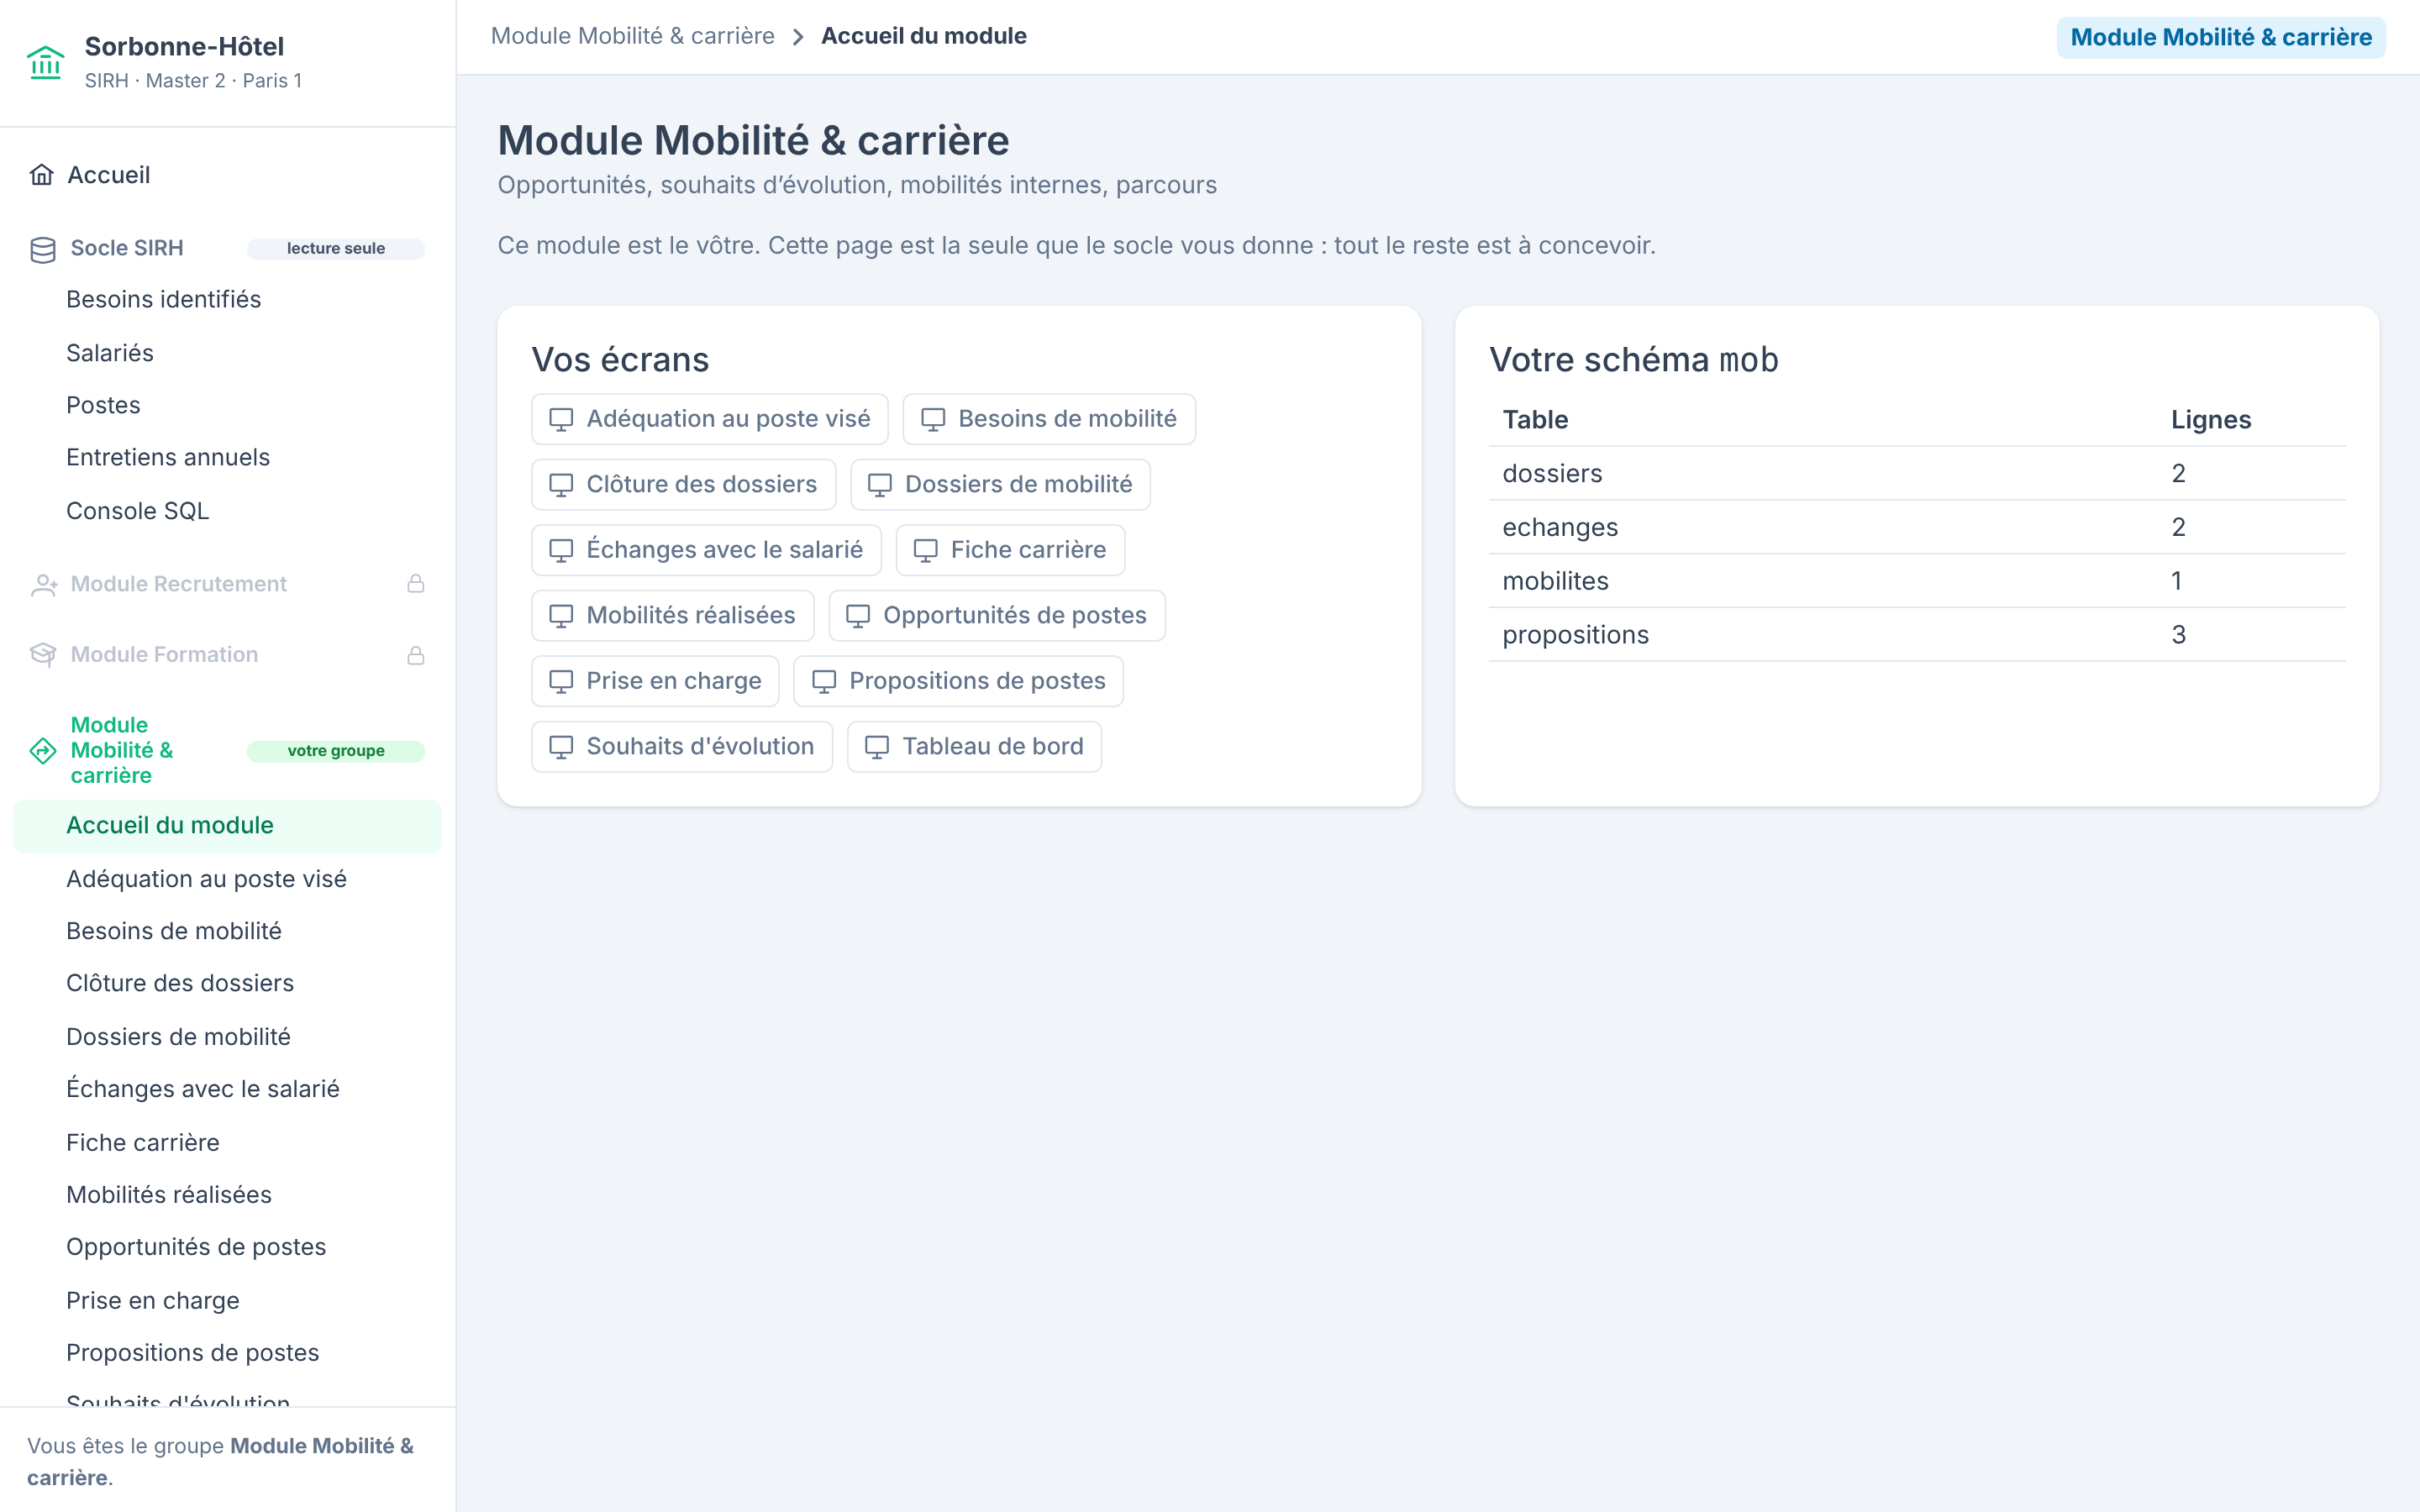 Sorbonne-Hôtel
SIRH · Master 2 · Paris 1
Accueil
Socle SIRH
lecture seule
Besoins identifiés
Salariés
Postes
Entretiens annuels
Console SQL
Module Recrutement
Module Formation
Module
Mobilité &
carrière
votre groupe
Accueil du module
Adéquation au poste visé
Besoins de mobilité
Clôture des dossiers
Dossiers de mobilité
Échanges avec le salarié
Fiche carrière
Mobilités réalisées
Opportunités de postes
Prise en charge
Propositions de postes
Souhaits d'évolution
Vous êtes le groupe Module Mobilité &
carrière.
Module Mobilité & carrière > Accueil du module
Module Mobilité & carrière
Module Mobilité & carrière
Opportunités, souhaits d’évolution, mobilités internes, parcours
Ce module est le vôtre. Cette page est la seule que le socle vous donne : tout le reste est à concevoir.
Vos écrans
Adéquation au poste visé Besoins de mobilité
Clôture des dossiers Dossiers de mobilité
Échanges avec le salarié Fiche carrière
Mobilités réalisées Opportunités de postes
Prise en charge Propositions de postes
Souhaits d'évolution Tableau de bord
Votre schéma mob
Table Lignes
dossiers 2
echanges 2
mobilites 1
propositions 3